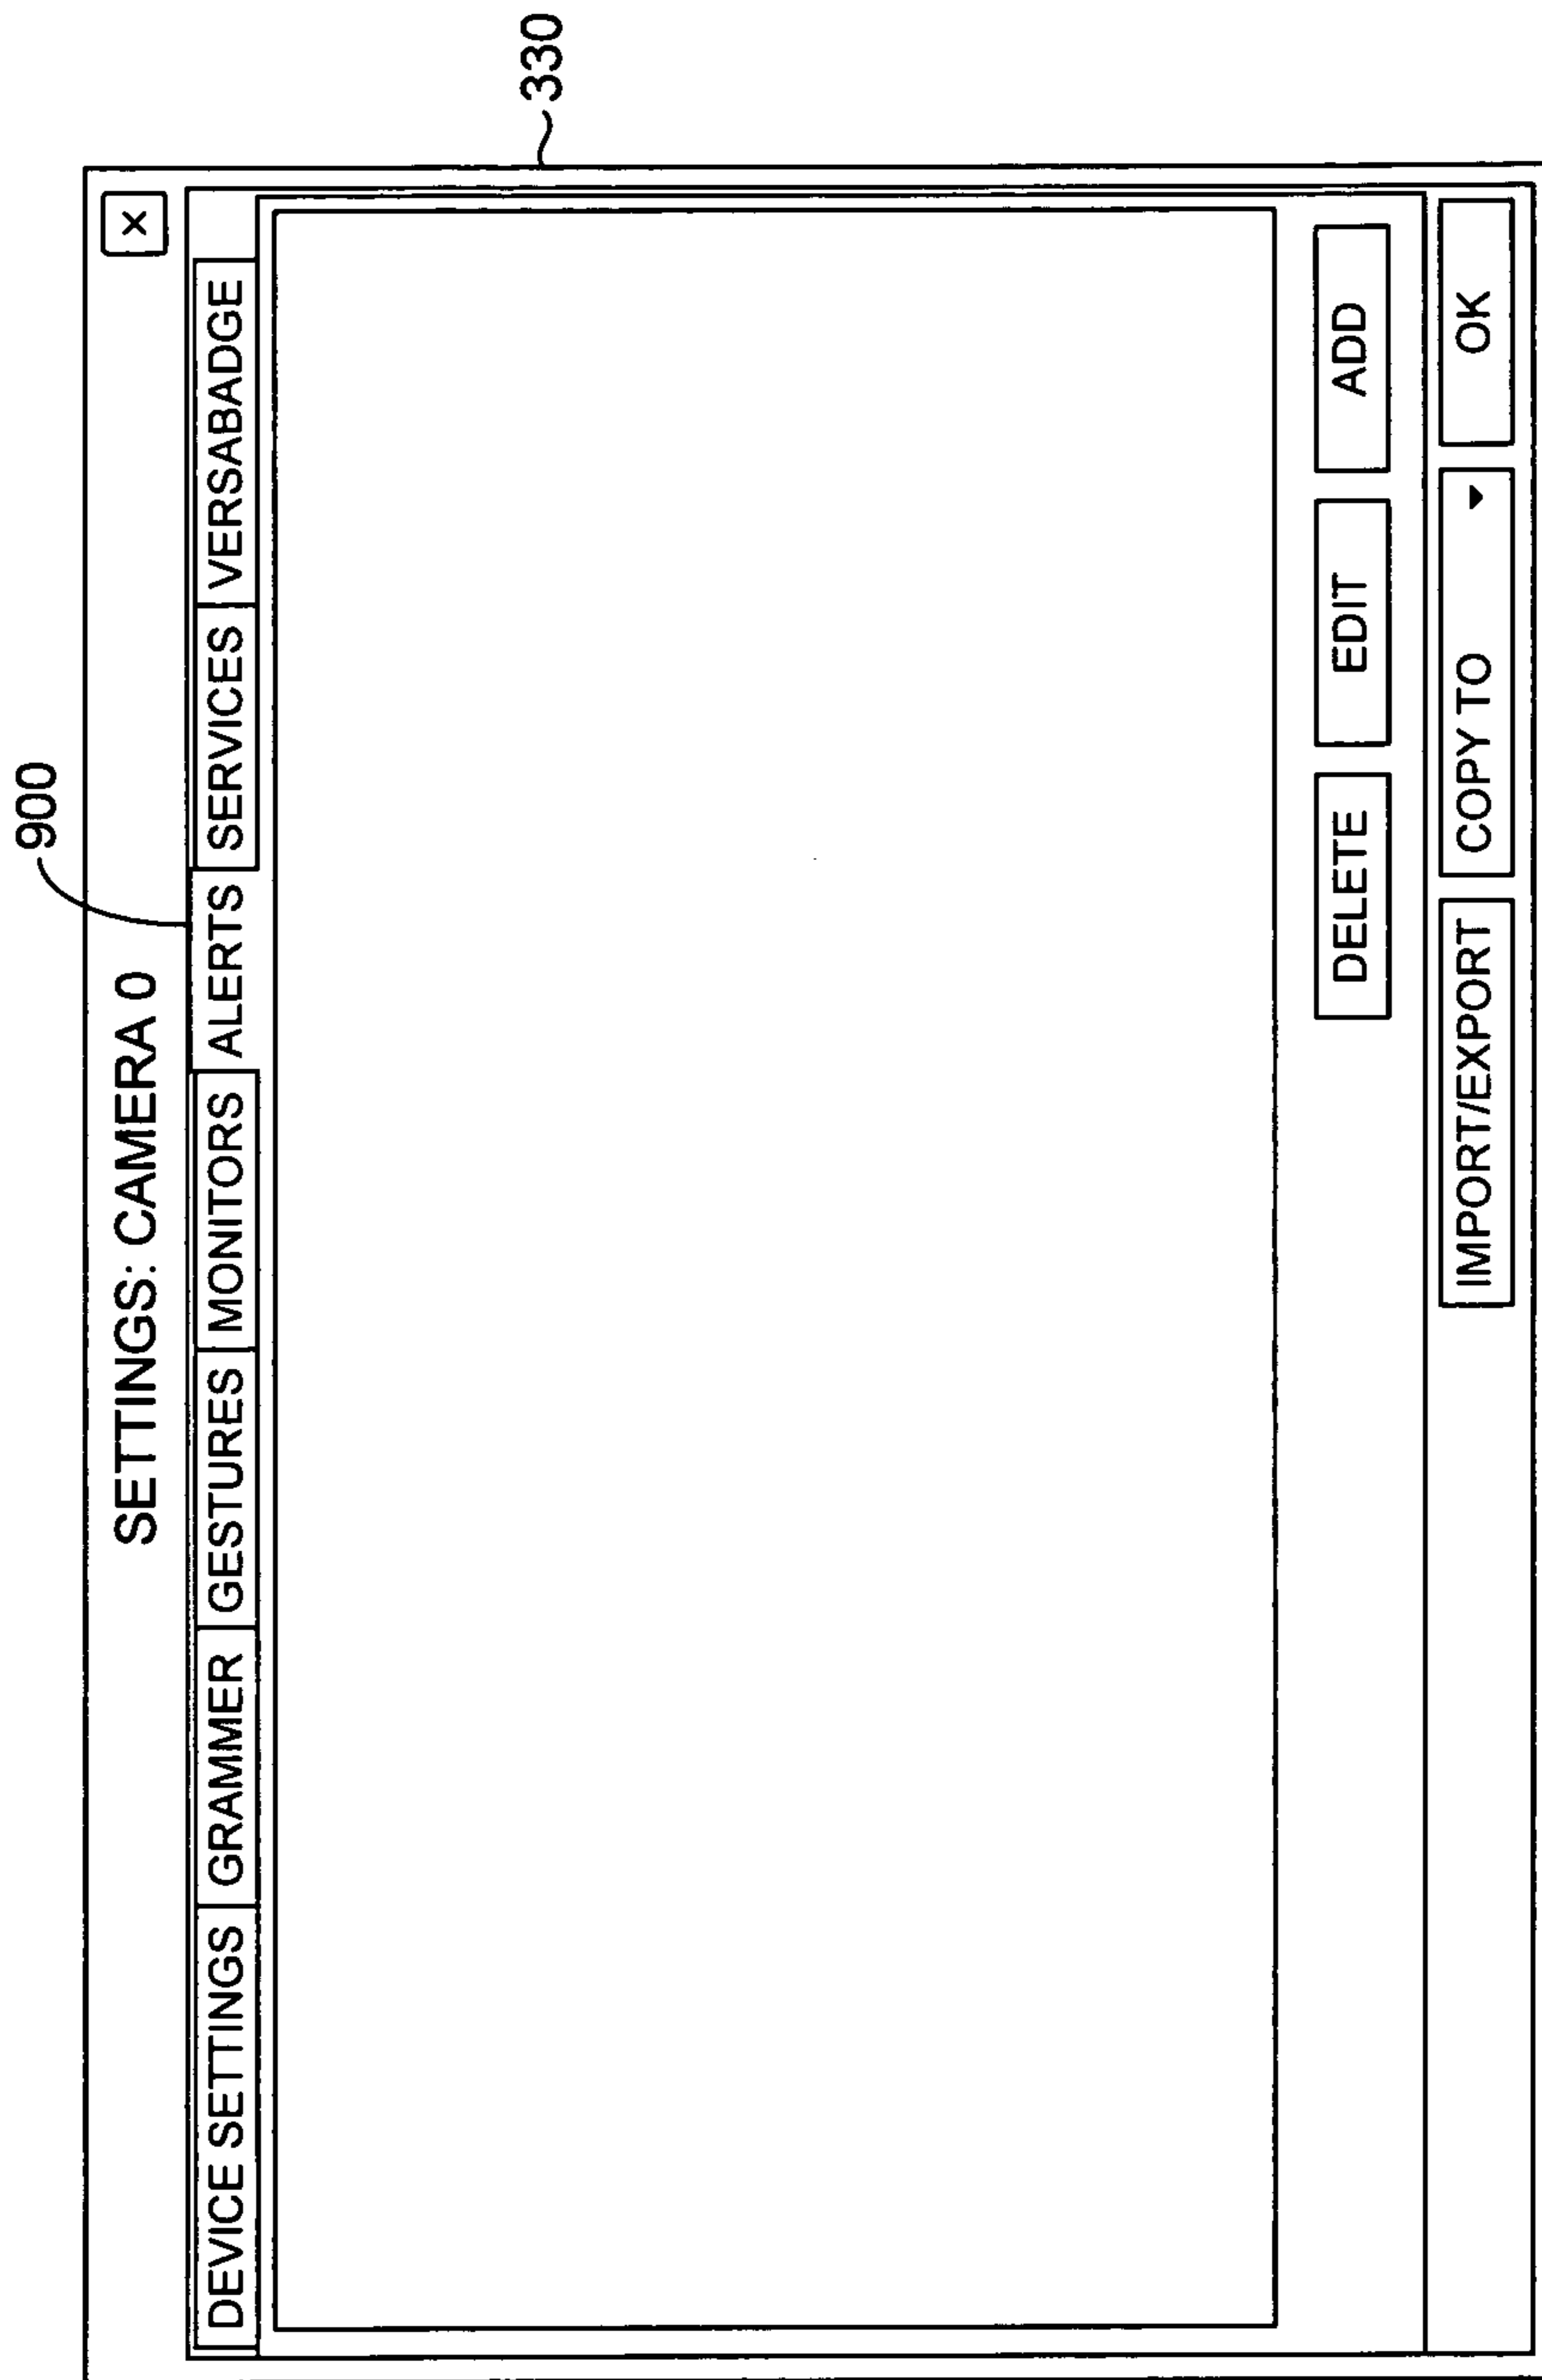 900
330
SETTINGS: CAMERA 0
X
DEVICE SETTINGS GRAMMER GESTURES MONITORS ALERTS SERVICES VERSABADGE
DELETE EDIT ADD
IMPORT/EXPORT COPY TO OK